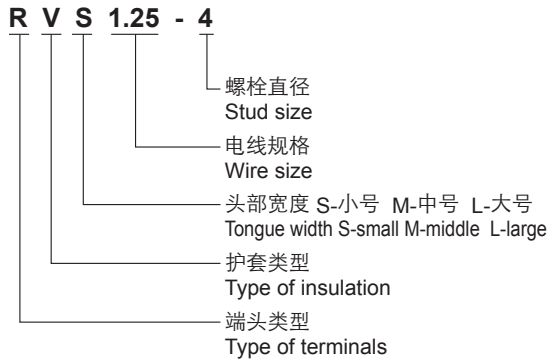 R V S 1.25 - 4
螺栓直径
Stud size
电线规格
Wire size
头部宽度 S-小号 M-中号 L-大号
Tongue width S-small M-middle L-large
护套类型
Type of insulation
端头类型
Type of terminals